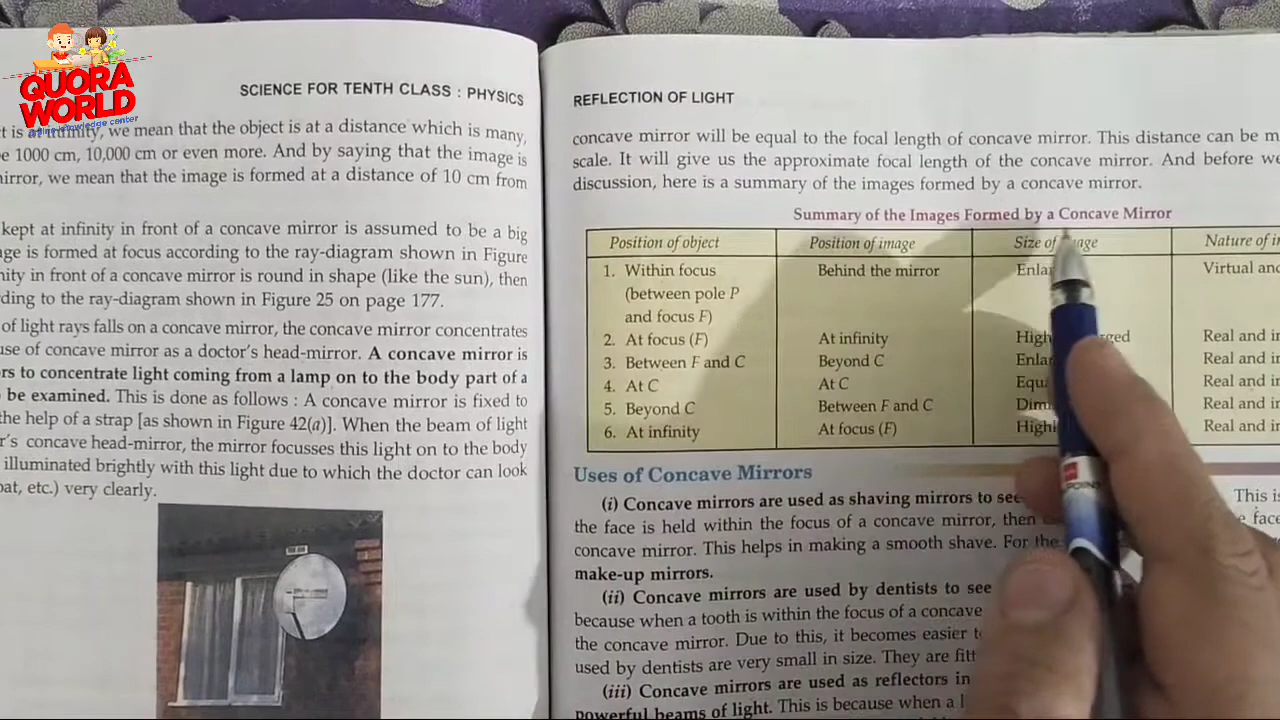 QUORA
WORLD
online knowledge center
SCIENCE FOR TENTH CLASS : PHYSICS
is at infinity, we mean that the object is at a distance which is many,
1000 cm, 10,000 cm or even more. And by saying that the image is
we mean that the image is formed at a distance of 10 cm from
kept at infinity in front of a concave mirror is assumed to be a big
is formed at focus according to the ray-diagram shown in Figure
in front of a concave mirror is round in shape (like the sun), then
to the ray-diagram shown in Figure 25 on page 177.
of light rays falls on a concave mirror, the concave mirror concentrates
use of concave mirror as a doctor's head-mirror. A concave mirror is
to concentrate light coming from a lamp on to the body part of a
be examined. This is done as follows : A concave mirror is fixed to
the help of a strap [as shown in Figure 42(a)]. When the beam of light
concave head-mirror, the mirror focusses this light on to the body
illuminated brightly with this light due to which the doctor can look
etc.) very clearly.
REFLECTION OF LIGHT
concave mirror will be equal to the focal length of concave mirror. This distance can be
scale. It will give us the approximate focal length of the concave mirror. And before we
discussion, here is a summary of the images formed by a concave mirror.
Summary of the Images Formed by a Concave Mirror
Position of object Position of image Size of image Nature of
1. Within focus Behind the mirror Virtual and
(between pole P
and focus F)
2. At focus (F) At infinity Real and
3. Between F and C Beyond C Real and
4. At C At C Real and
5. Beyond C Between F and C Real and
6. At infinity At focus (F) Real and
Uses of Concave Mirrors
(i) Concave mirrors are used as shaving mirrors to see This is
the face is held within the focus of a concave mirror, then
concave mirror. This helps in making a smooth shave. For the
make-up mirrors.
(ii) Concave mirrors are used by dentists to see
because when a tooth is within the focus of a concave
the concave mirror. Due to this, it becomes easier
used by dentists are very small in size. They are
(iii) Concave mirrors are used as reflectors in
powerful beams of light. This is because when a